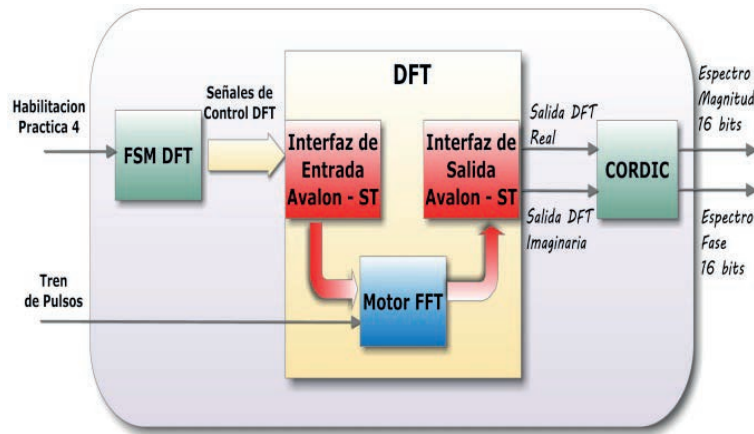 Habilitacion
Practica 4
FSM DFT
Señales de
Control DFT
DFT
Interfaz de
Entrada
Avalon - ST
Interfaz de
Salida
Avalon - ST
Motor FFT
Tren
de Pulsos
Salida DFT
Real
Salida DFT
Imaginaria
CORDIC
Espectro
Magnitud
16 bits
Espectro
Fase
16 bits